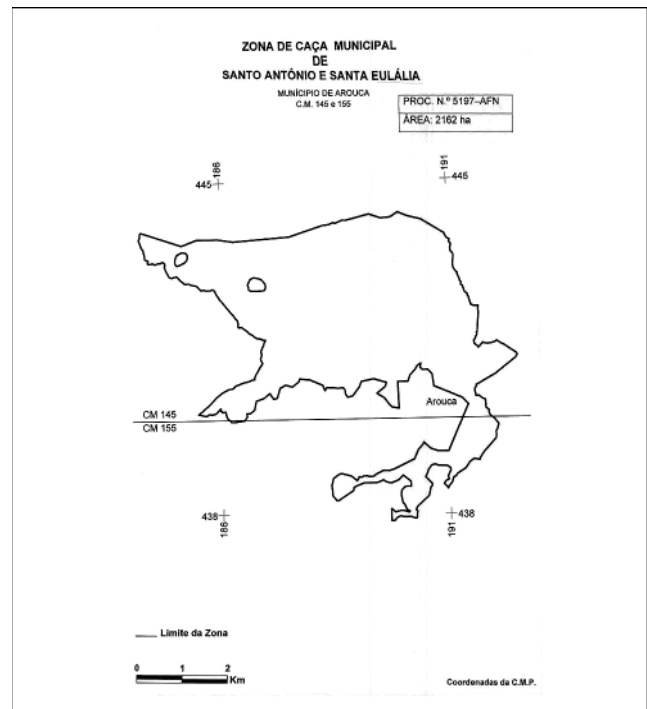 ZONA DE CAÇA MUNICIPAL
DE
SANTO ANTÓNIO E SANTA EULÁLIA
MUNÍCIPIO DE AROUCA
C.M. 145 e 155
PROC. N.º 5197-AFN
ÁREA: 2162 ha
186
445
191
445
Arouca
CM 145
CM 155
438
186
438
191
Limite da Zona
0 1 2
Km
Coordenadas da C.M.P.